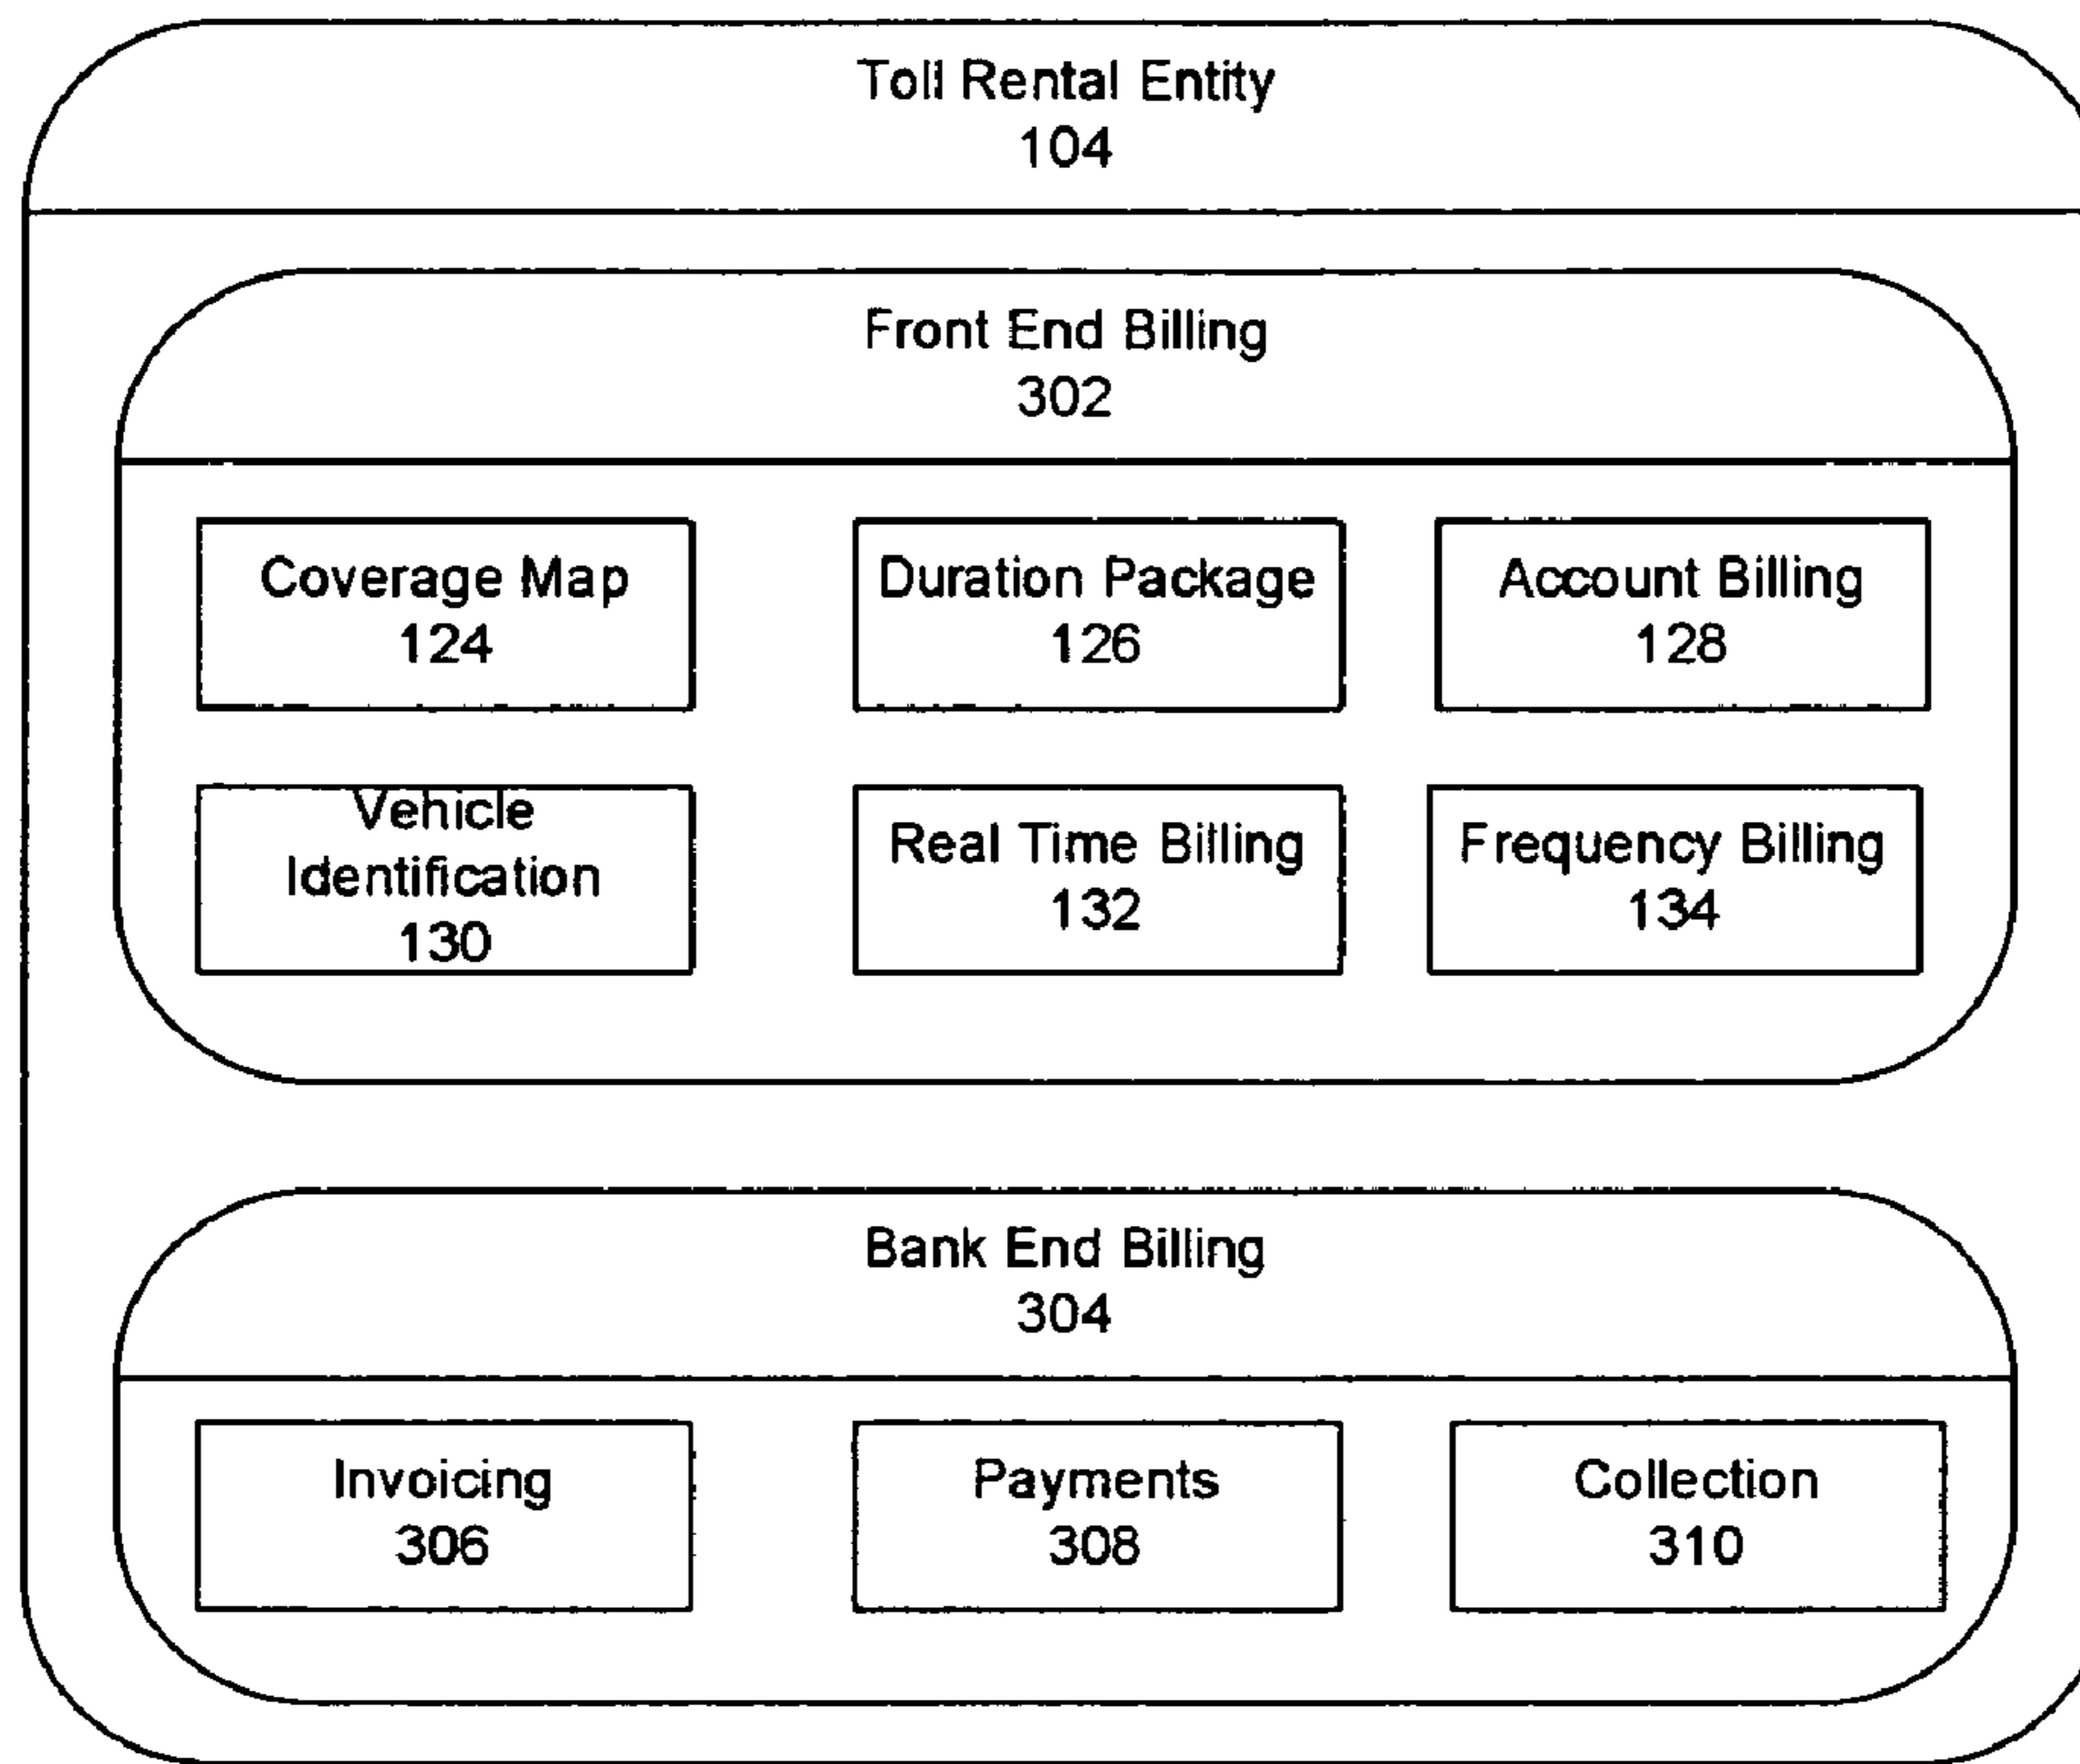 Toll Rental Entity
104
Front End Billing
302
Coverage Map
124
Duration Package
126
Account Billing
128
Vehicle
Identification
130
Real Time Billing
132
Frequency Billing
134
Bank End Billing
304
Invoicing
306
Payments
308
Collection
310